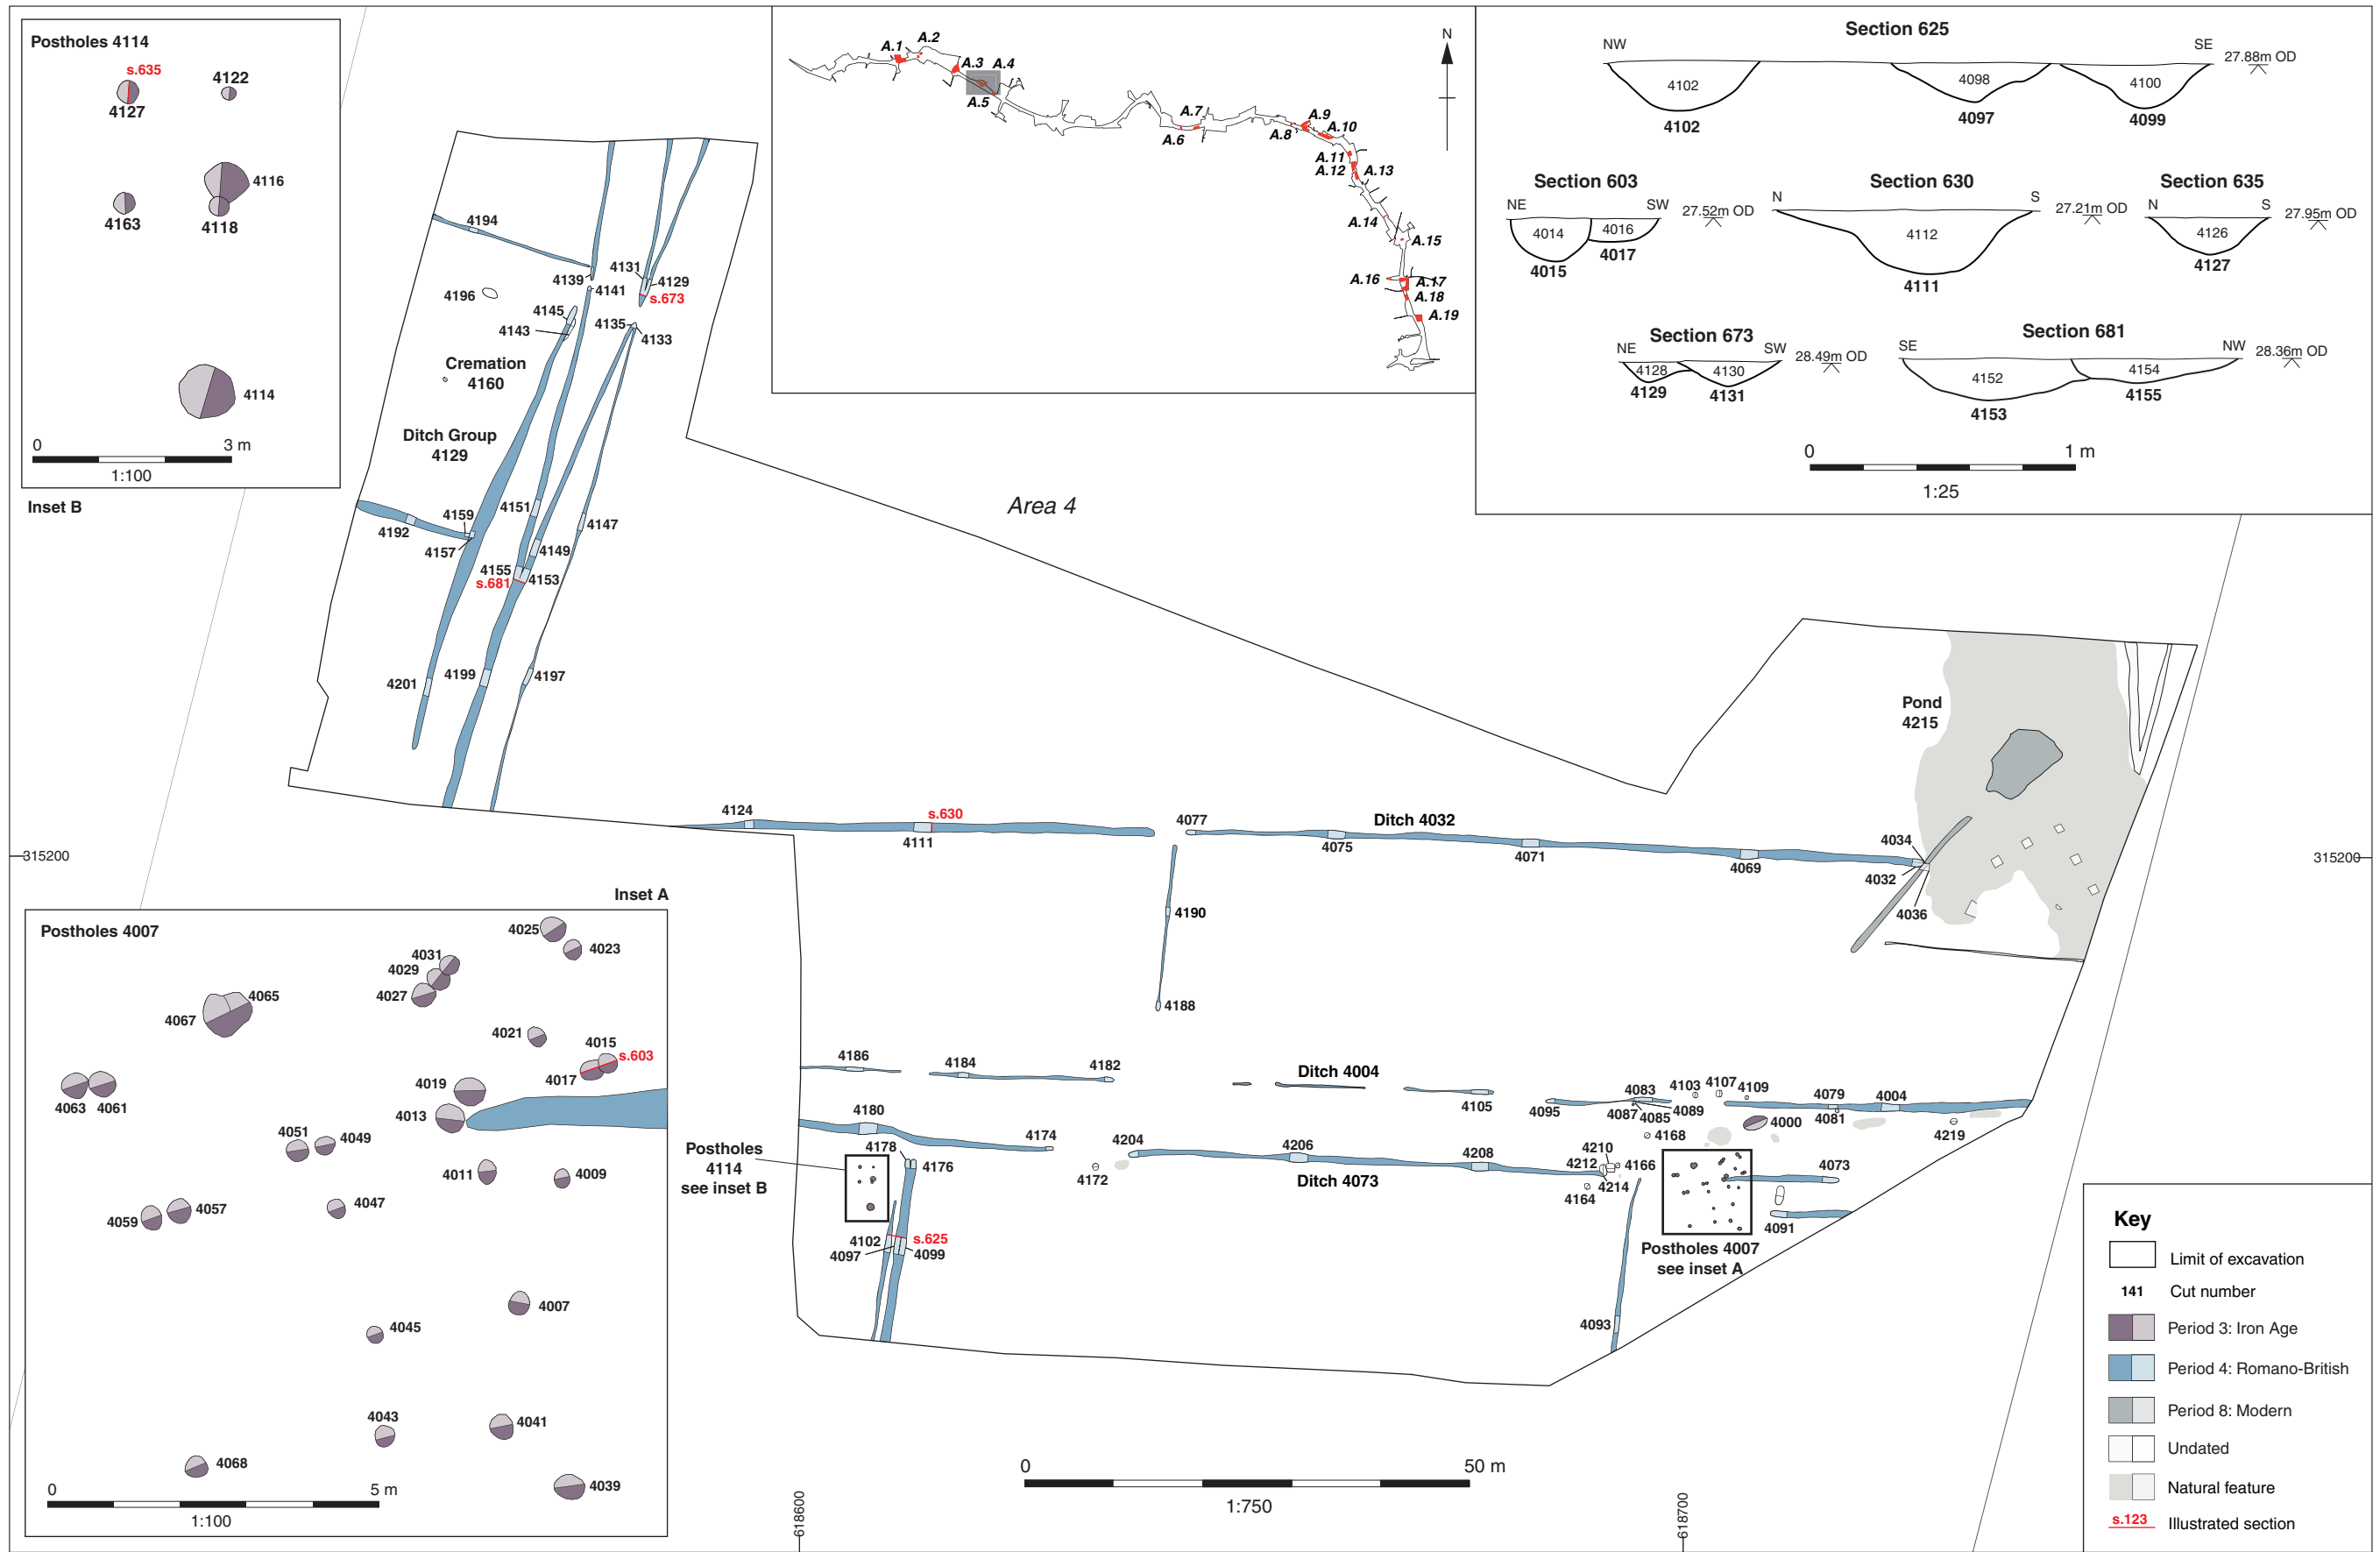 Postholes 4114
s.635
4127
4122
4116
4163
4118
4114
0
3 m
1:100
Inset B
A.1
A.2
A.3
A.4
A.5
A.6
A.7
A.8
A.9
A.10
A.11
A.12
A.13
A.14
A.15
A.16
A.17
A.18
A.19
N
Section 625
NW
SE
27.88m OD
4102
4098
4100
4102
4097
4099
Section 603
NE
SW
27.52m OD
4014
4016
4015
4017
Section 630
N
S
27.21m OD
4112
4111
Section 635
N
S
27.95m OD
4126
4127
Section 673
NE
SW
28.49m OD
4128
4130
4129
4131
Section 681
SE
NW
28.36m OD
4152
4154
4153
4155
0
1 m
1:25
Area 4
4194
4139
4131
4129
s.673
4141
4196
4145
4143
4135
4133
Cremation
4160
Ditch Group
4129
4151
4147
4159
4192
4157
4149
4155
s.681
4153
4201
4199
4197
Pond
4215
4124
s.630
4111
4077
Ditch 4032
4075
4071
4069
4034
4032
4036
315200
315200
4190
4188
Inset A
Postholes 4007
4025
4023
4031
4029
4027
4065
4067
4021
4015
s.603
4017
4019
4013
4063
4061
4051
4049
4011
4009
4059
4057
4047
4007
4045
4043
4041
4068
4039
0
5 m
1:100
4186
4184
4182
Ditch 4004
4105
4095
4083
4087
4085
4089
4103
4107
4109
4079
4004
4081
4000
4219
4180
4178
4176
4174
4172
4204
4206
4208
Ditch 4073
4210
4212
4166
4214
4164
4168
4073
4091
Postholes
4114
see inset B
4102
s.625
4097
4099
Postholes 4007
see inset A
4093
0
50 m
1:750
618600
618700
Key
Limit of excavation
141
Cut number
Period 3: Iron Age
Period 4: Romano-British
Period 8: Modern
Undated
Natural feature
s.123
Illustrated section